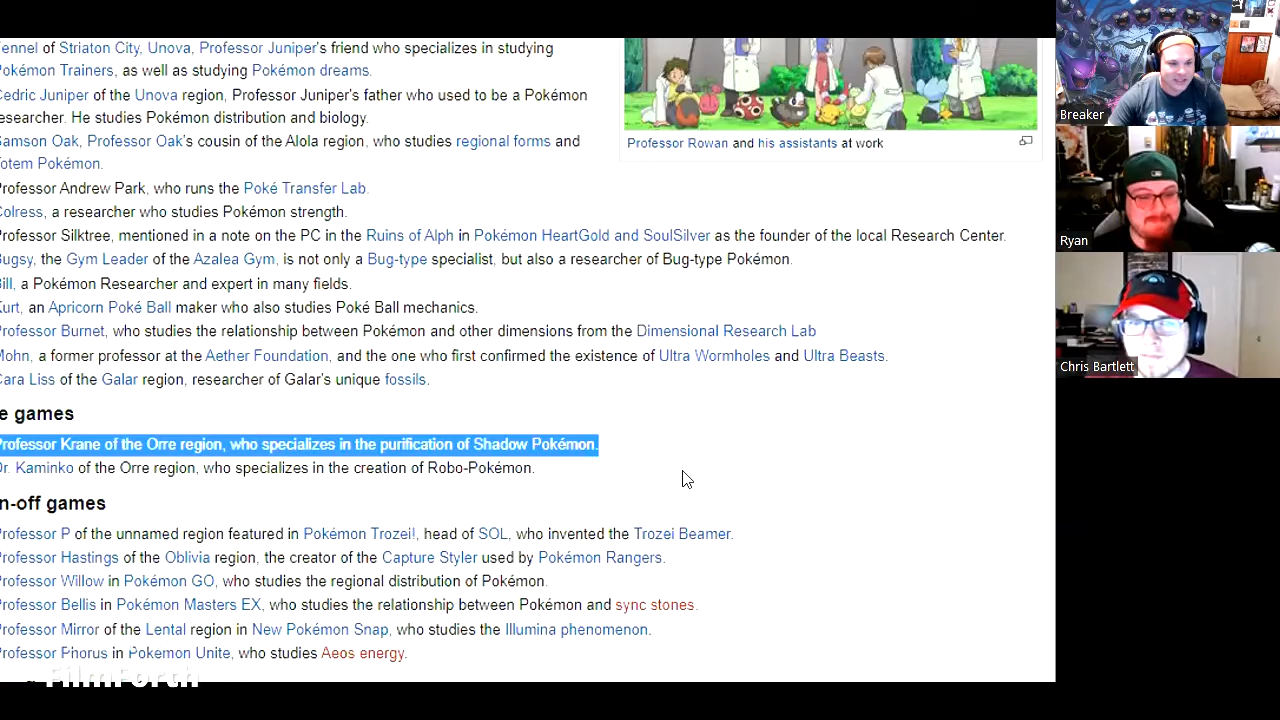 ennel of Striaton City, Unova, Professor Juniper's friend who specializes in studying
Pokémon Trainers, as well as studying Pokémon dreams.
Cedric Juniper of the Unova region, Professor Juniper's father who used to be a Pokémon
esearcher. He studies Pokémon distribution and biology.
Samson Oak, Professor Oak's cousin of the Alola region, who studies regional forms and
Totem Pokémon.
Professor Andrew Park, who runs the Poké Transfer Lab.
Colress, a researcher who studies Pokémon strength.
Professor Silktree, mentioned in a note on the PC in the Ruins of Alph in Pokémon HeartGold and SoulSilver as the founder of the local Research Center.
Bugsy, the Gym Leader of the Azalea Gym, is not only a Bug-type specialist, but also a researcher of Bug-type Pokémon.
Bill, a Pokémon Researcher and expert in many fields.
Kurt, an Apricorn Poké Ball maker who also studies Poké Ball mechanics.
Professor Burnet, who studies the relationship between Pokémon and other dimensions from the Dimensional Research Lab
Mohn, a former professor at the Aether Foundation, and the one who first confirmed the existence of Ultra Wormholes and Ultra Beasts.
Cara Liss of the Galar region, researcher of Galar's unique fossils.
Professor Rowan and his assistants at work
e games
Professor Krane of the Orre region, who specializes in the purification of Shadow Pokémon.
Dr. Kaminko of the Orre region, who specializes in the creation of Robo-Pokémon.
n-off games
Professor P of the unnamed region featured in Pokémon Trozei!, head of SOL, who invented the Trozei Beamer.
Professor Hastings of the Oblivia region, the creator of the Capture Styler used by Pokémon Rangers.
Professor Willow in Pokémon GO, who studies the regional distribution of Pokémon.
Professor Bellis in Pokémon Masters EX, who studies the relationship between Pokémon and sync stones.
Professor Mirror of the Lental region in New Pokémon Snap, who studies the Illumina phenomenon.
Professor Phorus in Pokemon Unite, who studies Aeos energy.
FilmForth
Breaker
Ryan
Chris Bartlett